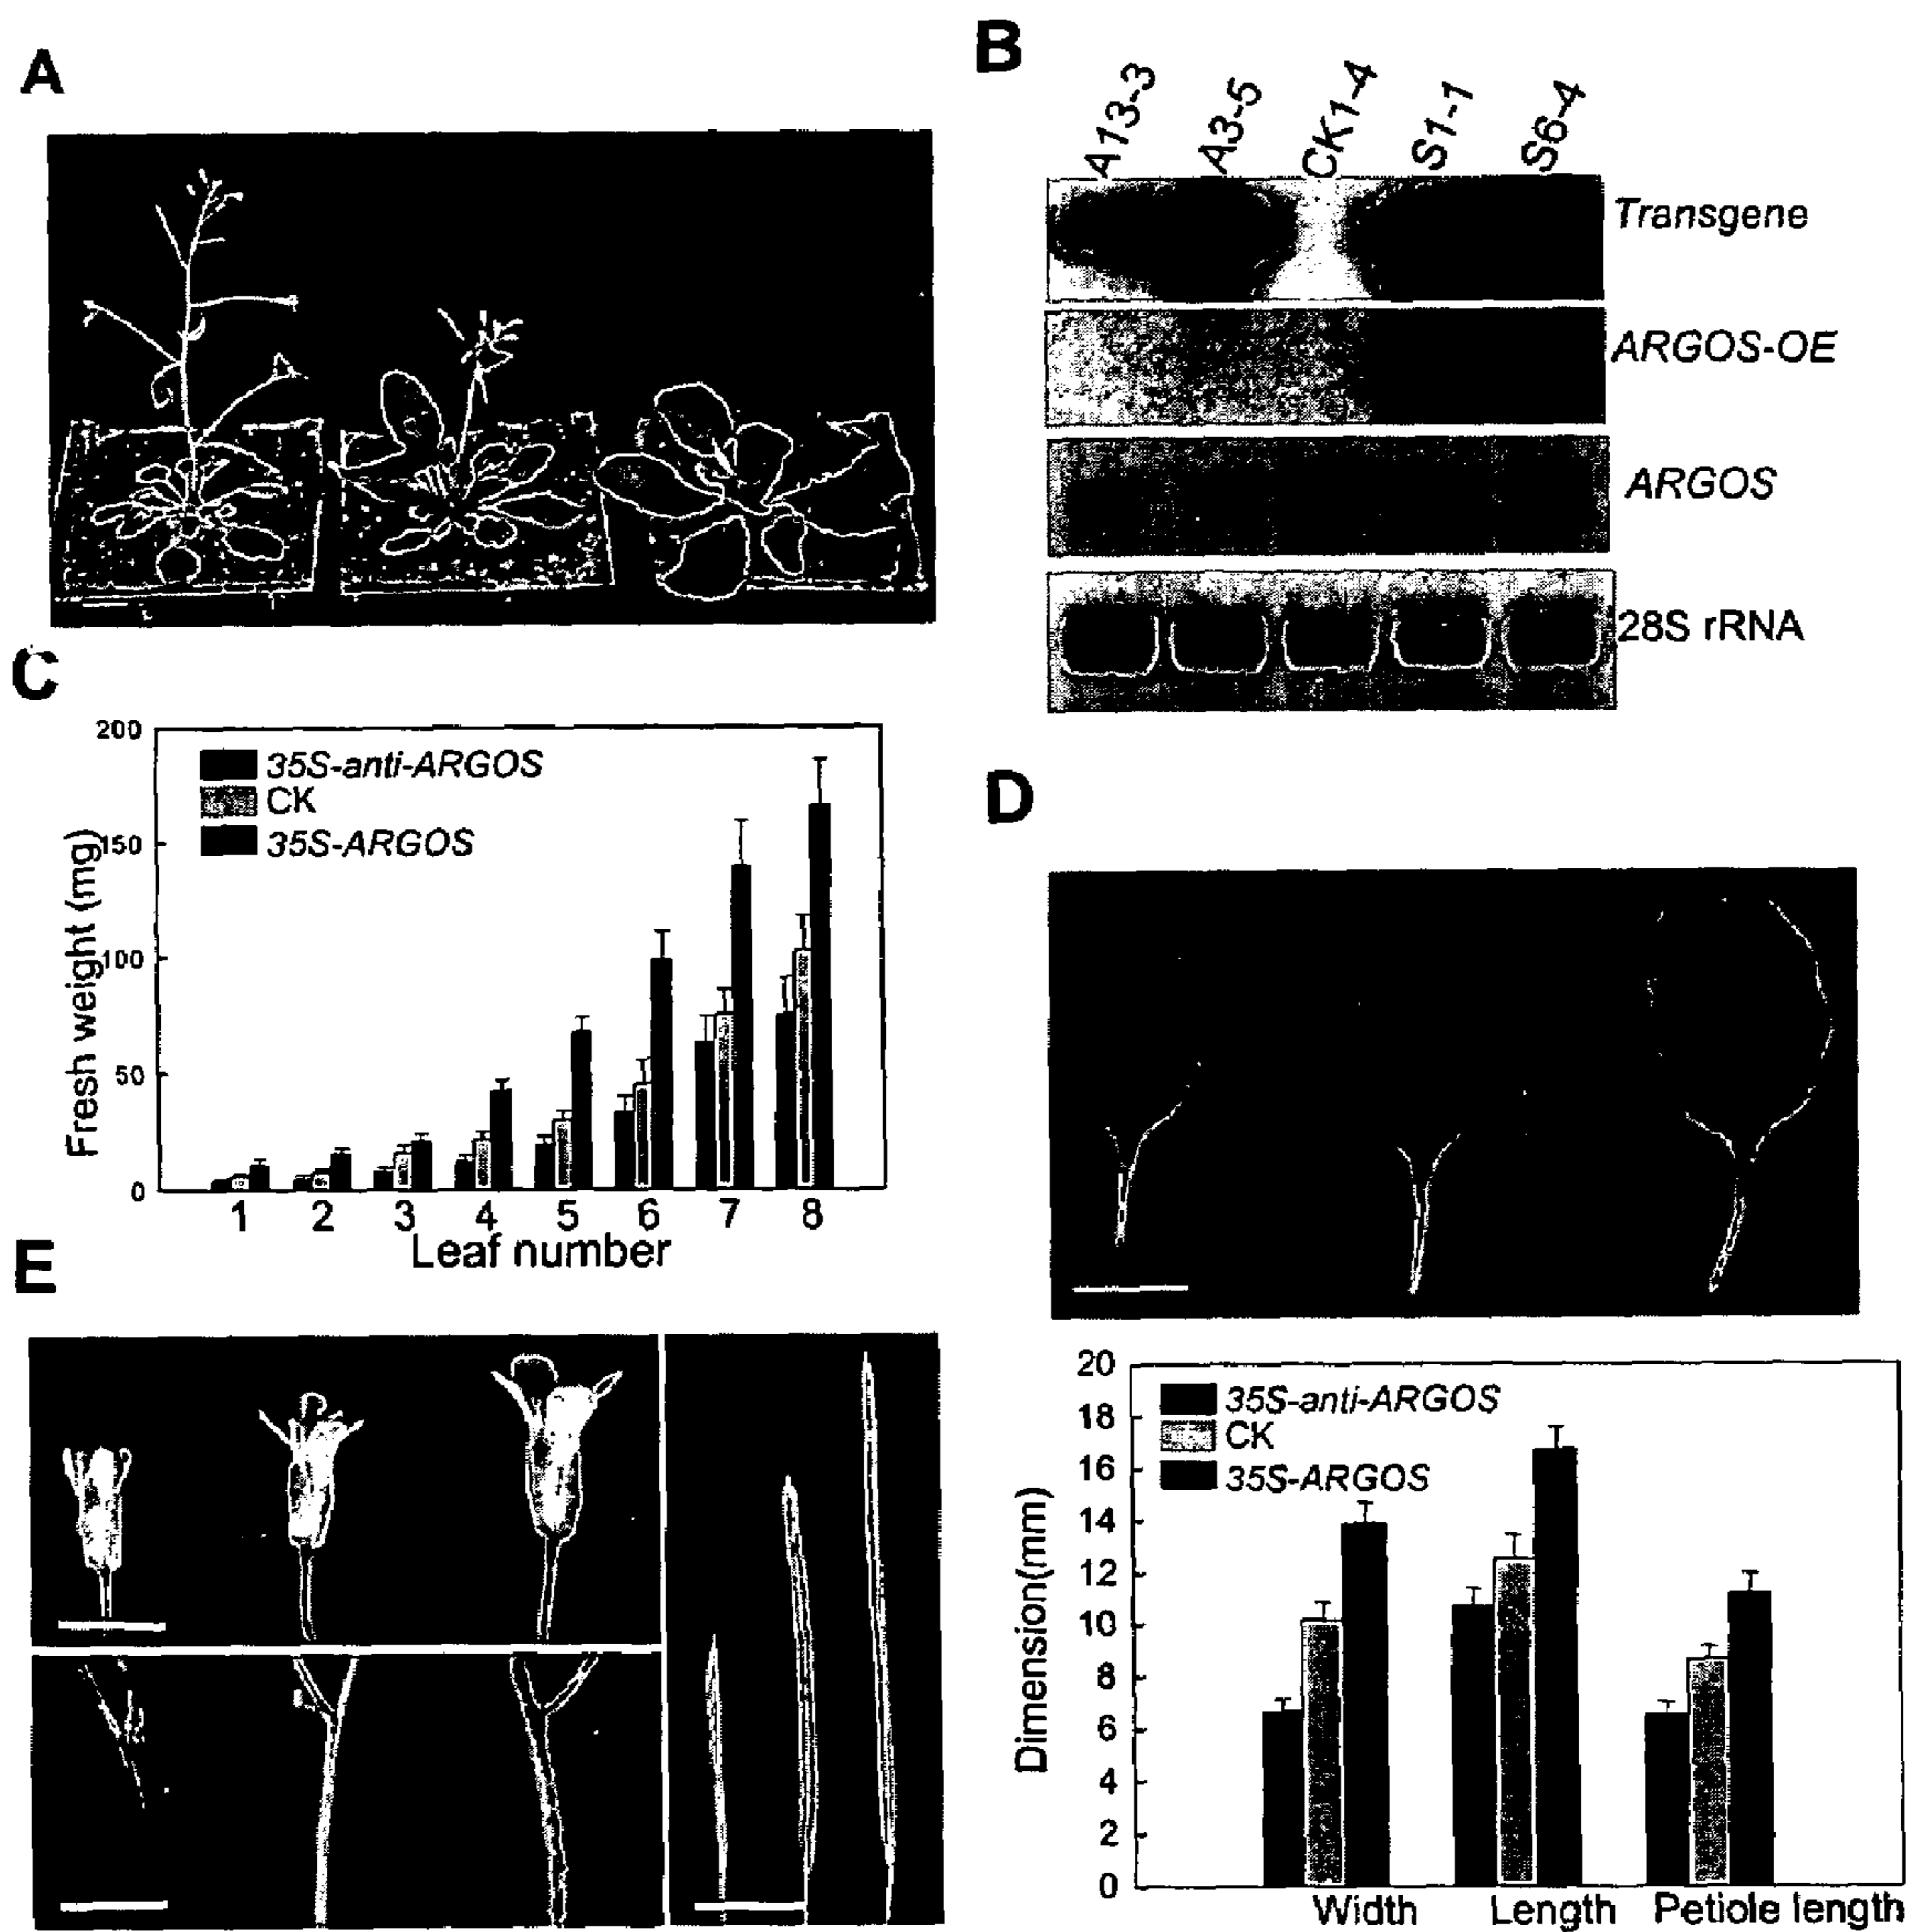 A
B
A13-3
A3-5
CK1-4
S1-1
S6-4
Transgene
ARGOS-OE
ARGOS
28S rRNA
C
200
150
100
50
0
Fresh weight (mg)
35S-anti-ARGOS
CK
35S-ARGOS
1 2 3 4 5 6 7 8
Leaf number
D
20
18
16
14
12
10
8
6
4
2
0
Dimension(mm)
35S-anti-ARGOS
CK
35S-ARGOS
Width Length Petiole length
E